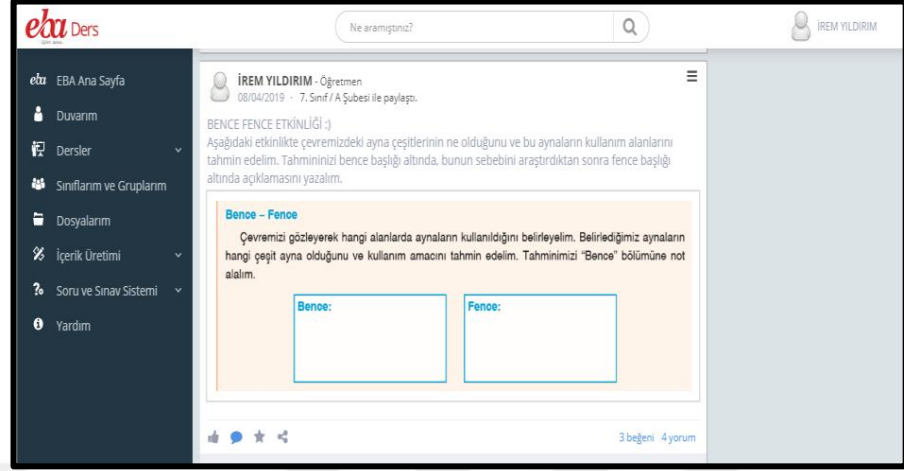 eba Ders
Ne aramıştınız?
İREM YILDIRIM
eba EBA Ana Sayfa
Duvarım
Dersler
Sınıflarım ve Gruplarım
Dosyalarım
İçerik Üretimi
Soru ve Sınav Sistemi
Yardım
İREM YILDIRIM - Öğretmen
08/04/2019 - 7. Sınıf / A Şubesi ile paylaştı.
BENCE FENCE ETKİNLİĞİ :)
Aşağıdaki etkinlikte çevremizdeki ayna çeşitlerinin ne olduğunu ve bu aynaların kullanım alanlarını
tahmin edelim. Tahmininizi bence başlığı altında, bunun sebebini araştırdıktan sonra fence başlığı
altında açıklamasını yazalım.
Bence – Fence
Çevremizi gözleyerek hangi alanlarda aynaların kullanıldığını belirleyelim. Belirlediğimiz aynaların
hangi çeşit ayna olduğunu ve kullanım amacını tahmin edelim. Tahminimizi “Bence” bölümüne not
alalım.
Bence:
Fence:
3 beğeni 4 yorum